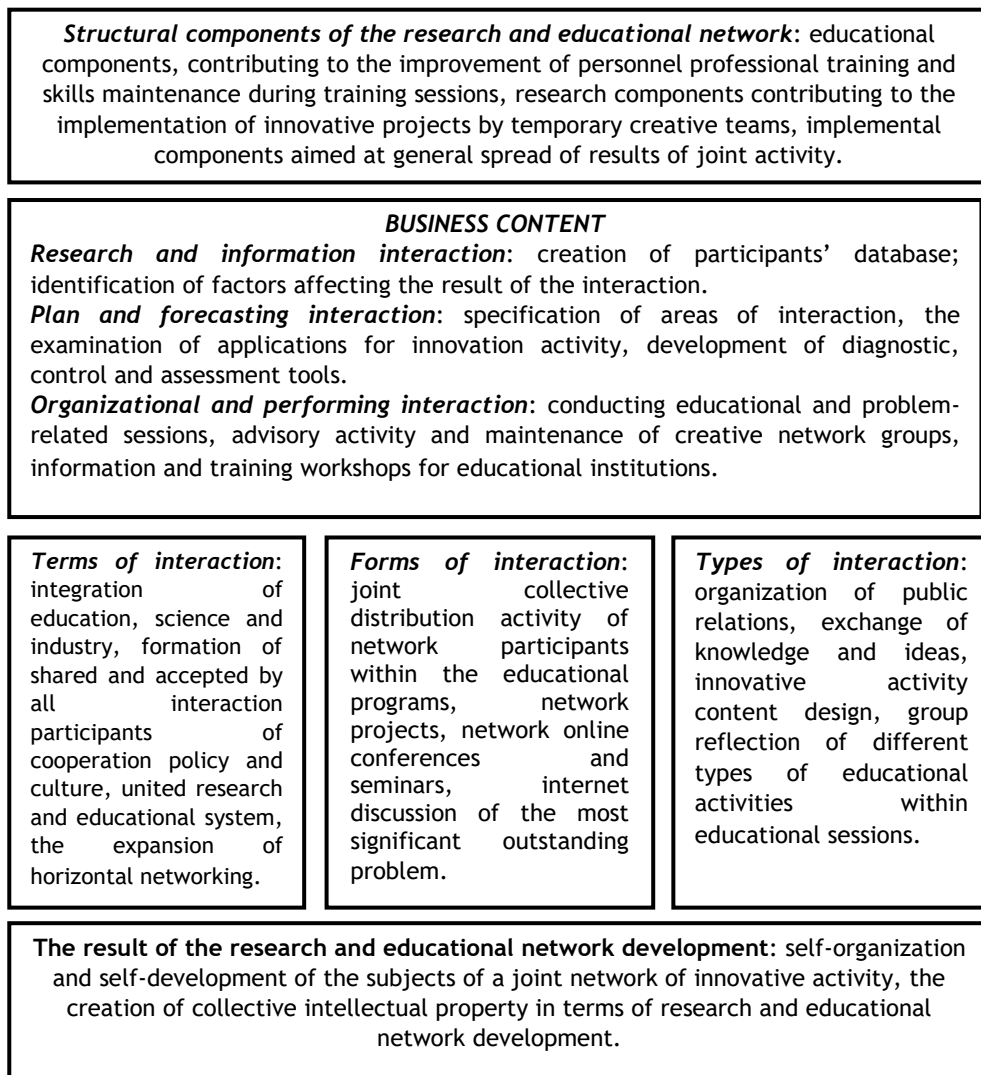 Structural components of the research and educational network: educational
components, contributing to the improvement of personnel professional training and
skills maintenance during training sessions, research components contributing to the
implementation of innovative projects by temporary creative teams, implemental
components aimed at general spread of results of joint activity.
BUSINESS CONTENT
Research and information interaction: creation of participants’ database;
identification of factors affecting the result of the interaction.
Plan and forecasting interaction: specification of areas of interaction, the
examination of applications for innovation activity, development of diagnostic,
control and assessment tools.
Organizational and performing interaction: conducting educational and problem-
related sessions, advisory activity and maintenance of creative network groups,
information and training workshops for educational institutions.
Terms of interaction:
integration of
education, science and
industry, formation of
shared and accepted by
all interaction
participants of
cooperation policy and
culture, united research
and educational system,
the expansion of
horizontal networking.
Forms of interaction:
joint collective
distribution activity of
network participants
within the educational
programs, network
projects, network online
conferences and
seminars, internet
discussion of the most
significant outstanding
problem.
Types of interaction:
organization of public
relations, exchange of
knowledge and ideas,
innovative activity
content design, group
reflection of different
types of educational
activities within
educational sessions.
The result of the research and educational network development: self-organization
and self-development of the subjects of a joint network of innovative activity, the
creation of collective intellectual property in terms of research and educational
network development.